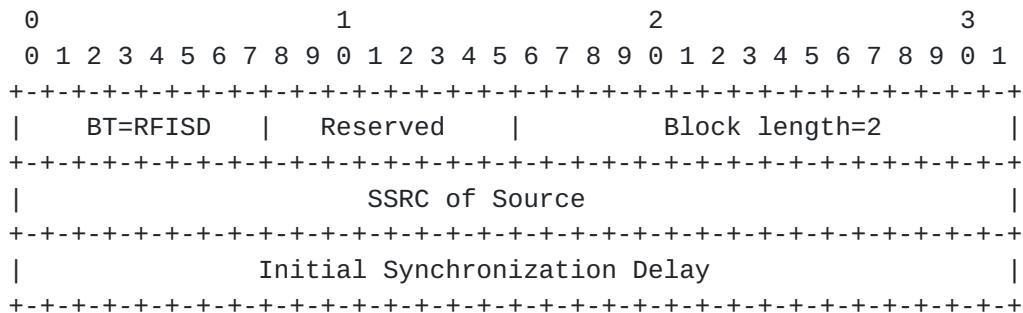 0                   1                   2                   3
 0 1 2 3 4 5 6 7 8 9 0 1 2 3 4 5 6 7 8 9 0 1 2 3 4 5 6 7 8 9 0 1
+-+-+-+-+-+-+-+-+-+-+-+-+-+-+-+-+-+-+-+-+-+-+-+-+-+-+-+-+-+-+-+-+
|    BT=RFISD   |   Reserved    |         Block length=2        |
+-+-+-+-+-+-+-+-+-+-+-+-+-+-+-+-+-+-+-+-+-+-+-+-+-+-+-+-+-+-+-+-+
|                      SSRC of Source                           |
+-+-+-+-+-+-+-+-+-+-+-+-+-+-+-+-+-+-+-+-+-+-+-+-+-+-+-+-+-+-+-+-+
|               Initial Synchronization Delay                   |
+-+-+-+-+-+-+-+-+-+-+-+-+-+-+-+-+-+-+-+-+-+-+-+-+-+-+-+-+-+-+-+-+